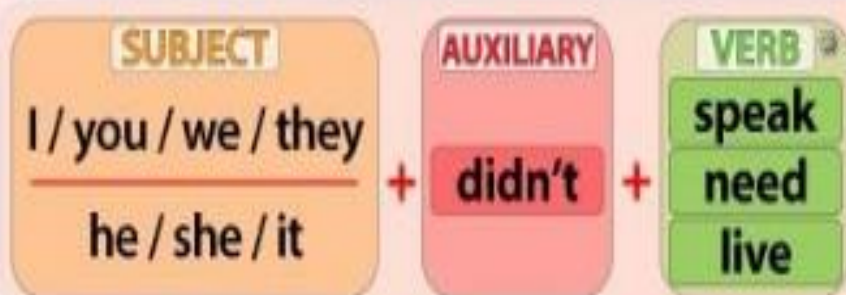 SUBJECT
I / you / we / they
he / she / it
+
AUXILIARY
didn't
+
VERB
speak
need
live